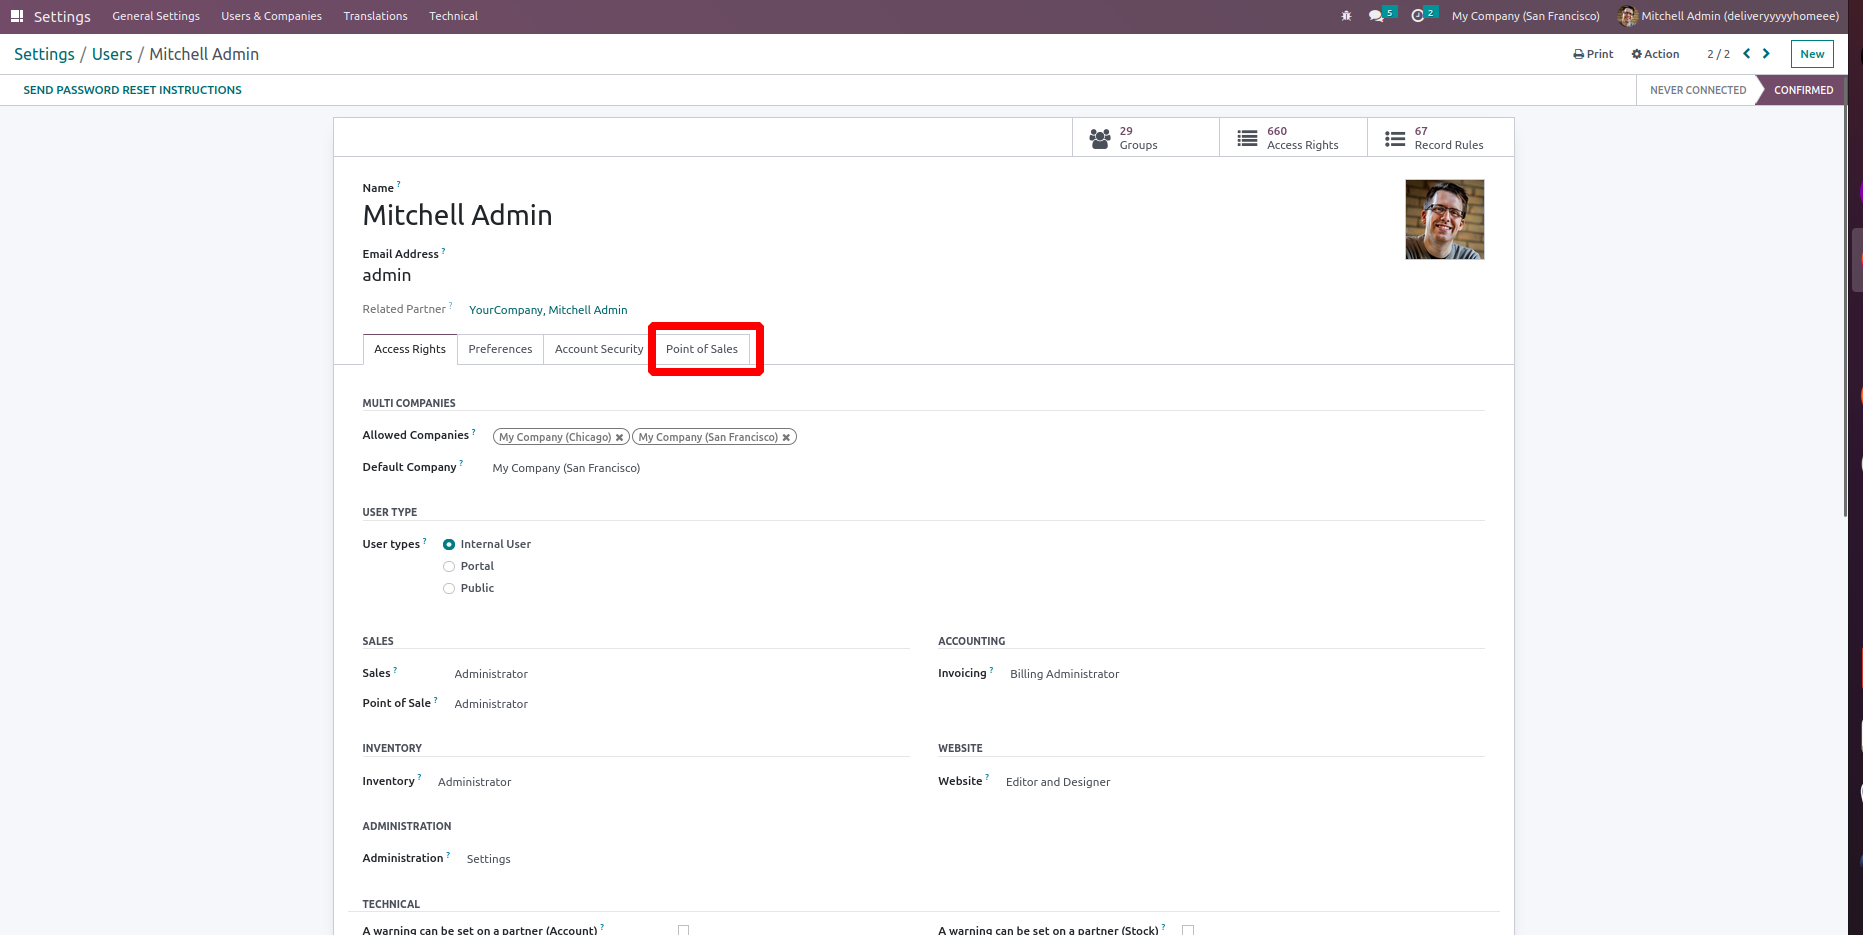 Settings General Settings Users & Companies Translations Technical 5 2 My Company (San Francisco) Mitchell Admin (deliveryyyyyhomeee)
Settings / Users / Mitchell Admin Print Action 2 / 2 New
SEND PASSWORD RESET INSTRUCTIONS NEVER CONNECTED CONFIRMED
29 Groups 660 Access Rights 67 Record Rules
Name ?
Mitchell Admin
Email Address ?
admin
Related Partner ? YourCompany, Mitchell Admin
Access Rights Preferences Account Security Point of Sales
MULTI COMPANIES
Allowed Companies ? My Company (Chicago) My Company (San Francisco)
Default Company ? My Company (San Francisco)
USER TYPE
User types ? Internal User
Portal
Public
SALES ACCOUNTING
Sales ? Administrator Invoicing ? Billing Administrator
Point of Sale ? Administrator
INVENTORY WEBSITE
Inventory ? Administrator Website ? Editor and Designer
ADMINISTRATION
Administration ? Settings
TECHNICAL
A warning can be set on a partner (Account) ? A warning can be set on a partner (Stock) ?